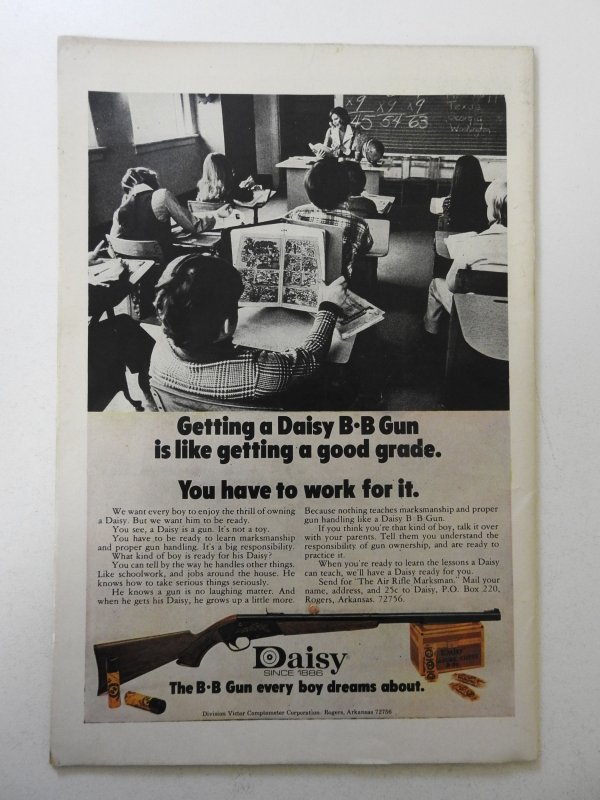 x9 x9 x9
45 54 63
Texas
Georgia
Washington
Getting a Daisy B•B Gun
is like getting a good grade.
You have to work for it.
We want every boy to enjoy the thrill of owning
a Daisy. But we want him to be ready.
You see, a Daisy is a gun. It's not a toy.
You have to be ready to learn marksmanship
and proper gun handling. It's a big responsibility.
What kind of boy is ready for his Daisy?
You can tell by the way he handles other things.
Like schoolwork, and jobs around the house. He
knows how to take serious things seriously.
He knows a gun is no laughing matter. And
when he gets his Daisy, he grows up a little more.
Because nothing teaches marksmanship and proper
gun handling like a Daisy B•B Gun.
If you think you're that kind of boy, talk it over
with your parents. Tell them you understand the
responsibility of gun ownership, and are ready to
practice it.
When you're ready to learn the lessons a Daisy
can teach, we'll have a Daisy ready for you.
Send for "The Air Rifle Marksman." Mail your
name, address, and 25c to Daisy, P.O. Box 220,
Rogers, Arkansas. 72756.
Daisy
SINCE 1886
The B•B Gun every boy dreams about.
Division Victor Comptometer Corporation. Rogers, Arkansas 72756